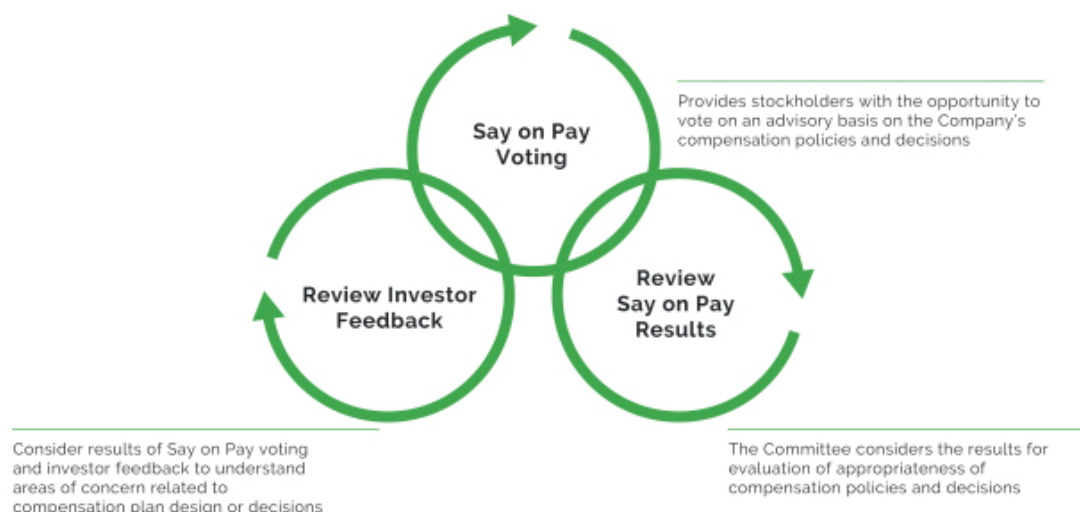 Say on Pay
Voting
Provides stockholders with the opportunity to
vote on an advisory basis on the Company's
compensation policies and decisions
Review Investor
Feedback
Review
Say on Pay
Results
Consider results of Say on Pay voting
and investor feedback to understand
areas of concern related to
compensation plan design or decisions
The Committee considers the results for
evaluation of appropriateness of
compensation policies and decisions